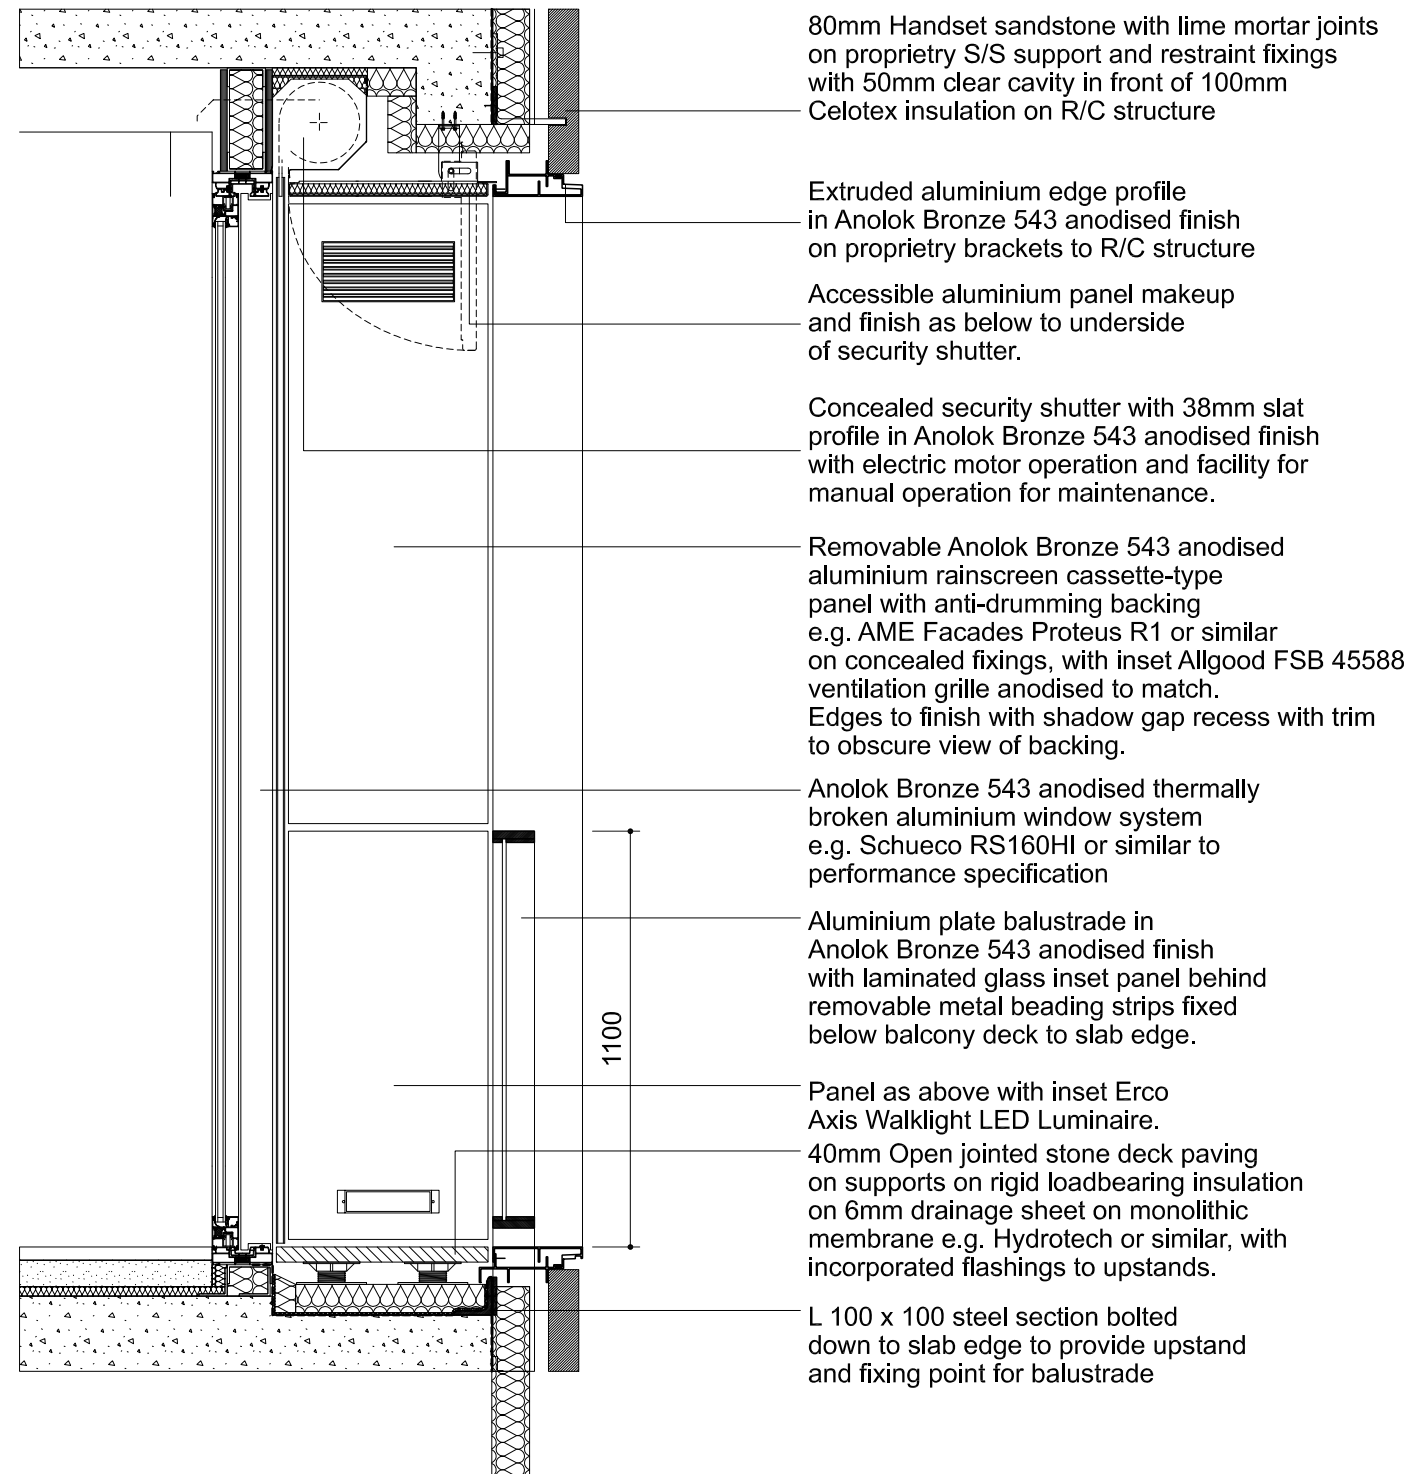 80mm Handset sandstone with lime mortar joints
on proprietry S/S support and restraint fixings
with 50mm clear cavity in front of 100mm
Celotex insulation on R/C structure
Extruded aluminium edge profile
in Anolok Bronze 543 anodised finish
on proprietry brackets to R/C structure
Accessible aluminium panel makeup
and finish as below to underside
of security shutter.
Concealed security shutter with 38mm slat
profile in Anolok Bronze 543 anodised finish
with electric motor operation and facility for
manual operation for maintenance.
Removable Anolok Bronze 543 anodised
aluminium rainscreen cassette-type
panel with anti-drumming backing
e.g. AME Facades Proteus R1 or similar
on concealed fixings, with inset Allgood FSB 45588
ventilation grille anodised to match.
Edges to finish with shadow gap recess with trim
to obscure view of backing.
Anolok Bronze 543 anodised thermally
broken aluminium window system
e.g. Schueco RS160HI or similar to
performance specification
Aluminium plate balustrade in
Anolok Bronze 543 anodised finish
with laminated glass inset panel behind
removable metal beading strips fixed
below balcony deck to slab edge.
1100
Panel as above with inset Erco
Axis Walklight LED Luminaire.
40mm Open jointed stone deck paving
on supports on rigid loadbearing insulation
on 6mm drainage sheet on monolithic
membrane e.g. Hydrotech or similar, with
incorporated flashings to upstands.
L 100 x 100 steel section bolted
down to slab edge to provide upstand
and fixing point for balustrade